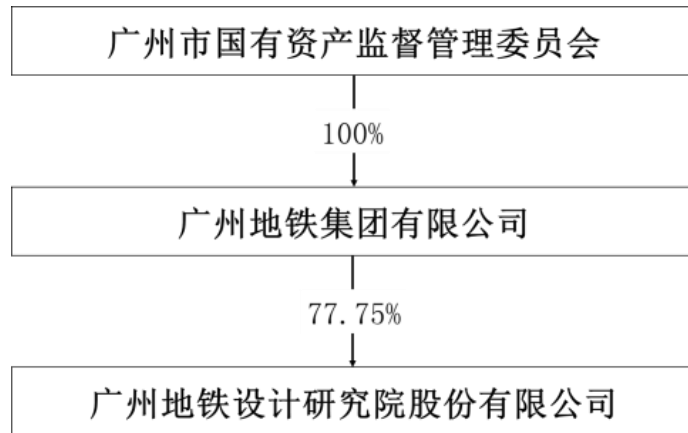 广州市国有资产监督管理委员会
100%
广州地铁集团有限公司
77.75%
广州地铁设计研究院股份有限公司